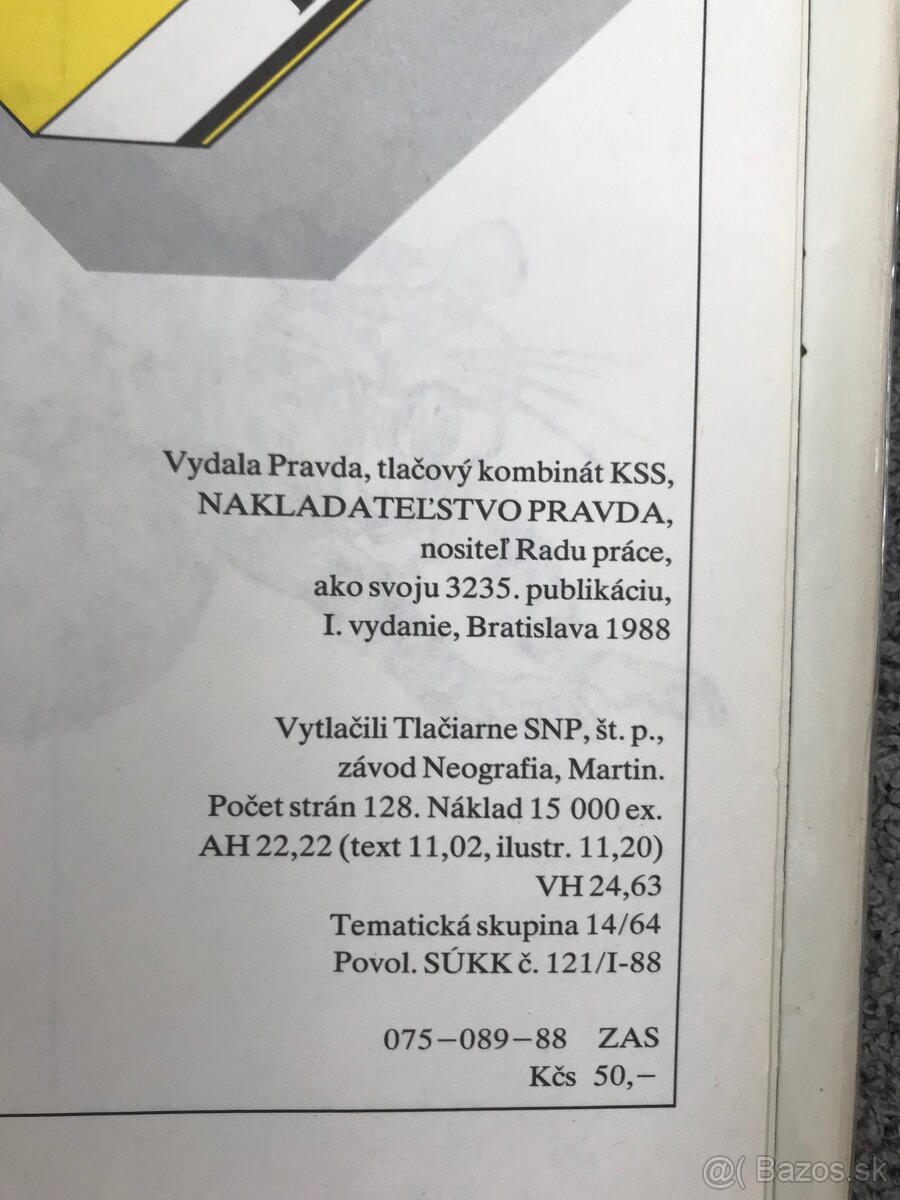 Vydala Pravda, tlačový kombinát KSS,
NAKLADATEĽSTVO PRAVDA,
nositeľ Radu práce,
ako svoju 3235. publikáciu,
I. vydanie, Bratislava 1988
Vytlačili Tlačiarne SNP, št. p.,
závod Neografia, Martin.
Počet strán 128. Náklad 15 000 ex.
AH 22,22 (text 11,02, ilustr. 11,20)
VH 24,63
Tematická skupina 14/64
Povol. SÚKK č. 121/I-88
075–089–88 ZAS
Kčs 50,–
@( Bazos.sk